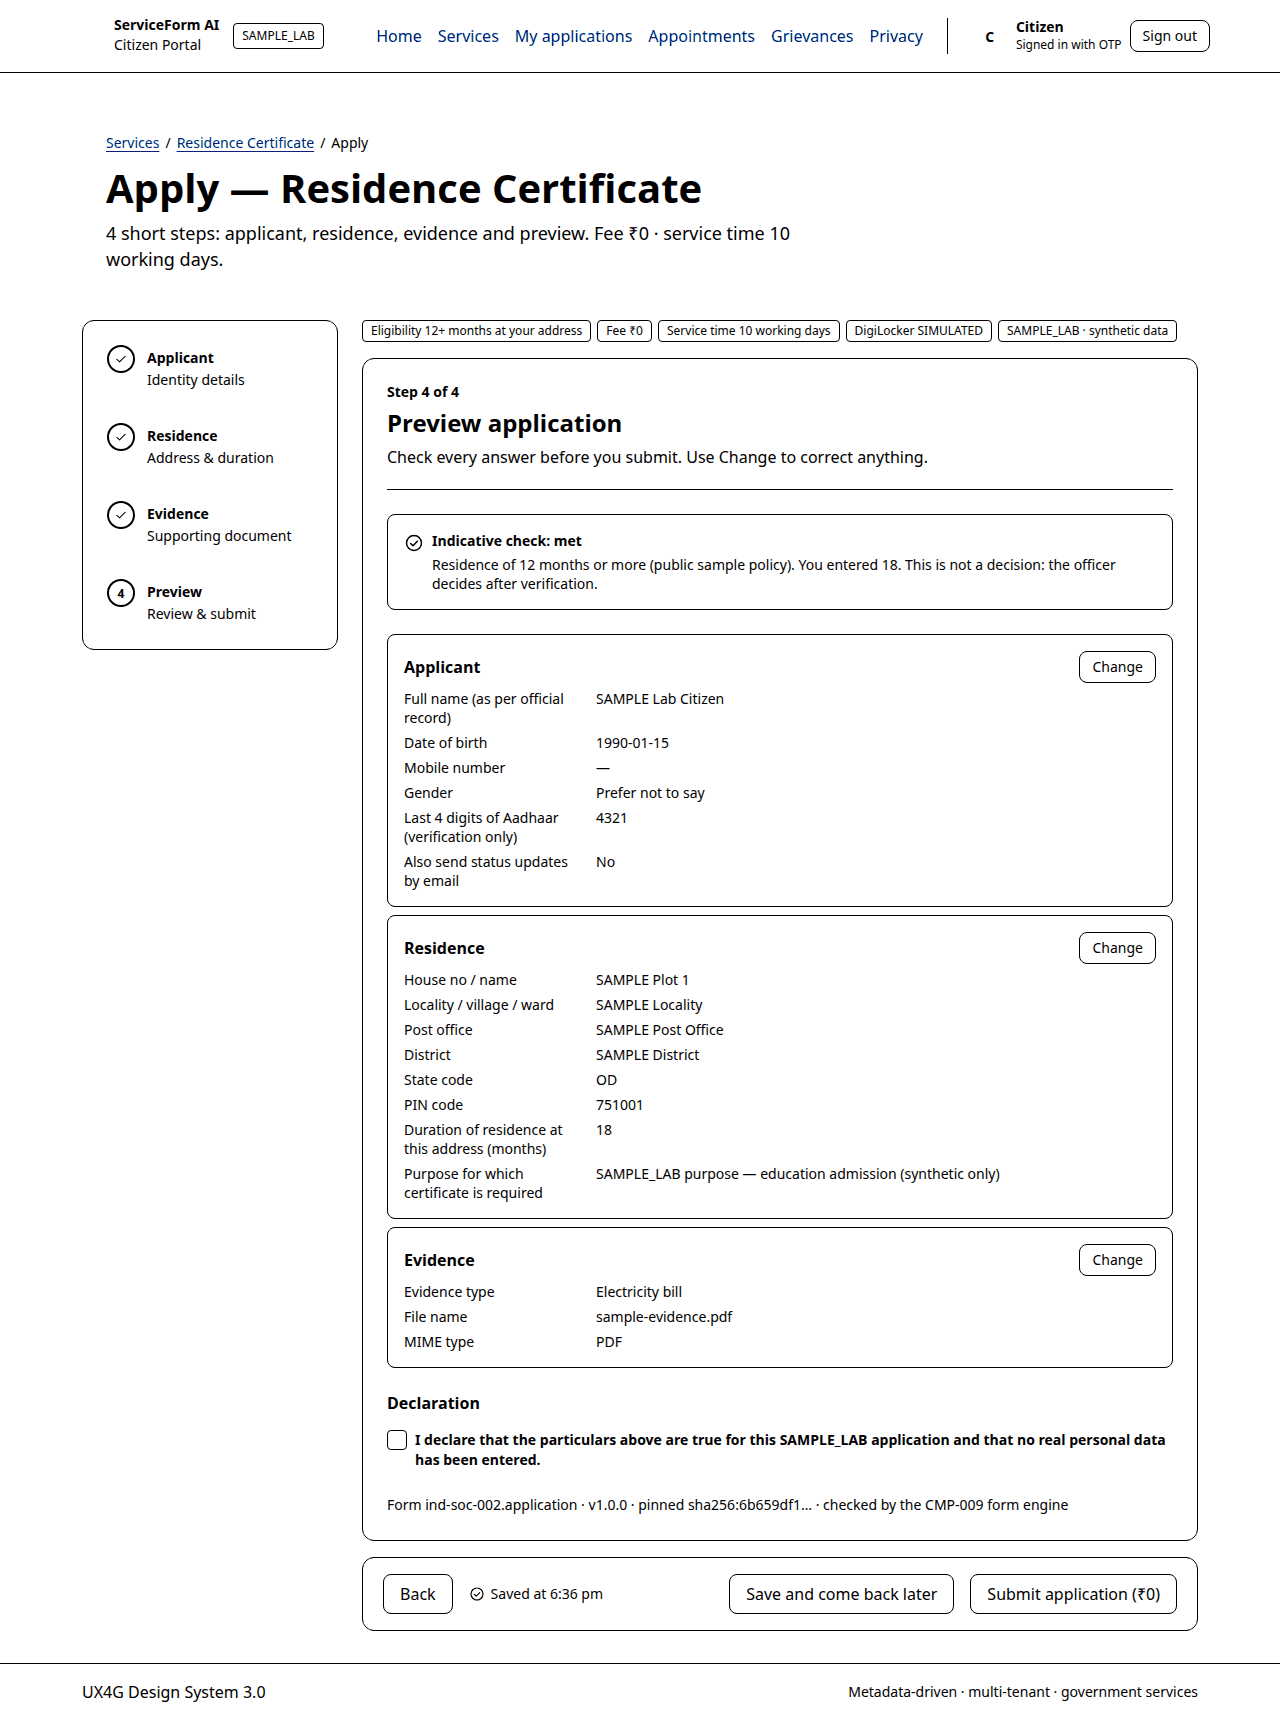 ServiceForm AI
Citizen Portal
SAMPLE_LAB
Home
Services
My applications
Appointments
Grievances
Privacy
C
Citizen
Signed in with OTP
Sign out
Services / Residence Certificate / Apply
Apply — Residence Certificate
4 short steps: applicant, residence, evidence and preview. Fee ₹0 · service time 10
working days.
Applicant
Identity details
Residence
Address & duration
Evidence
Supporting document
4
Preview
Review & submit
Eligibility 12+ months at your address
Fee ₹0
Service time 10 working days
DigiLocker SIMULATED
SAMPLE_LAB · synthetic data
Step 4 of 4
Preview application
Check every answer before you submit. Use Change to correct anything.
Indicative check: met
Residence of 12 months or more (public sample policy). You entered 18. This is not a decision: the officer
decides after verification.
Applicant
Change
Full name (as per official
record)
SAMPLE Lab Citizen
Date of birth
1990-01-15
Mobile number
—
Gender
Prefer not to say
Last 4 digits of Aadhaar
(verification only)
4321
Also send status updates
by email
No
Residence
Change
House no / name
SAMPLE Plot 1
Locality / village / ward
SAMPLE Locality
Post office
SAMPLE Post Office
District
SAMPLE District
State code
OD
PIN code
751001
Duration of residence at
this address (months)
18
Purpose for which
certificate is required
SAMPLE_LAB purpose — education admission (synthetic only)
Evidence
Change
Evidence type
Electricity bill
File name
sample-evidence.pdf
MIME type
PDF
Declaration
I declare that the particulars above are true for this SAMPLE_LAB application and that no real personal data
has been entered.
Form ind-soc-002.application · v1.0.0 · pinned sha256:6b659df1… · checked by the CMP-009 form engine
Back
Saved at 6:36 pm
Save and come back later
Submit application (₹0)
UX4G Design System 3.0
Metadata-driven · multi-tenant · government services